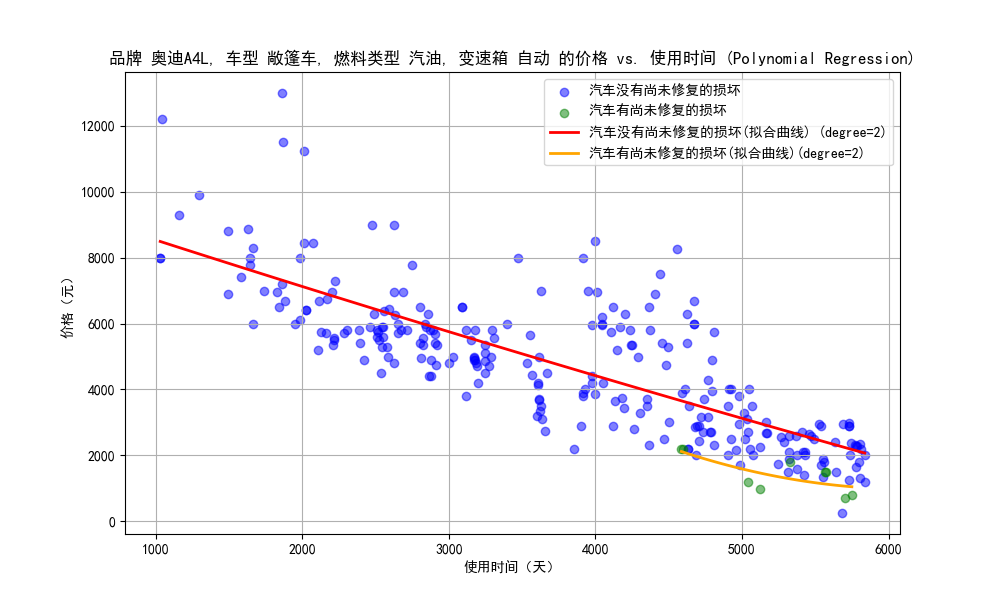 品牌 奥迪A4L, 车型 敞篷车, 燃料类型 汽油, 变速箱 自动 的价格 vs. 使用时间 (Polynomial Regression)
汽车没有尚未修复的损坏
汽车有尚未修复的损坏
汽车没有尚未修复的损坏(拟合曲线) (degree=2)
汽车有尚未修复的损坏(拟合曲线)(degree=2)
价格（元）
12000
10000
8000
6000
4000
2000
0
1000 2000 3000 4000 5000 6000
使用时间（天）